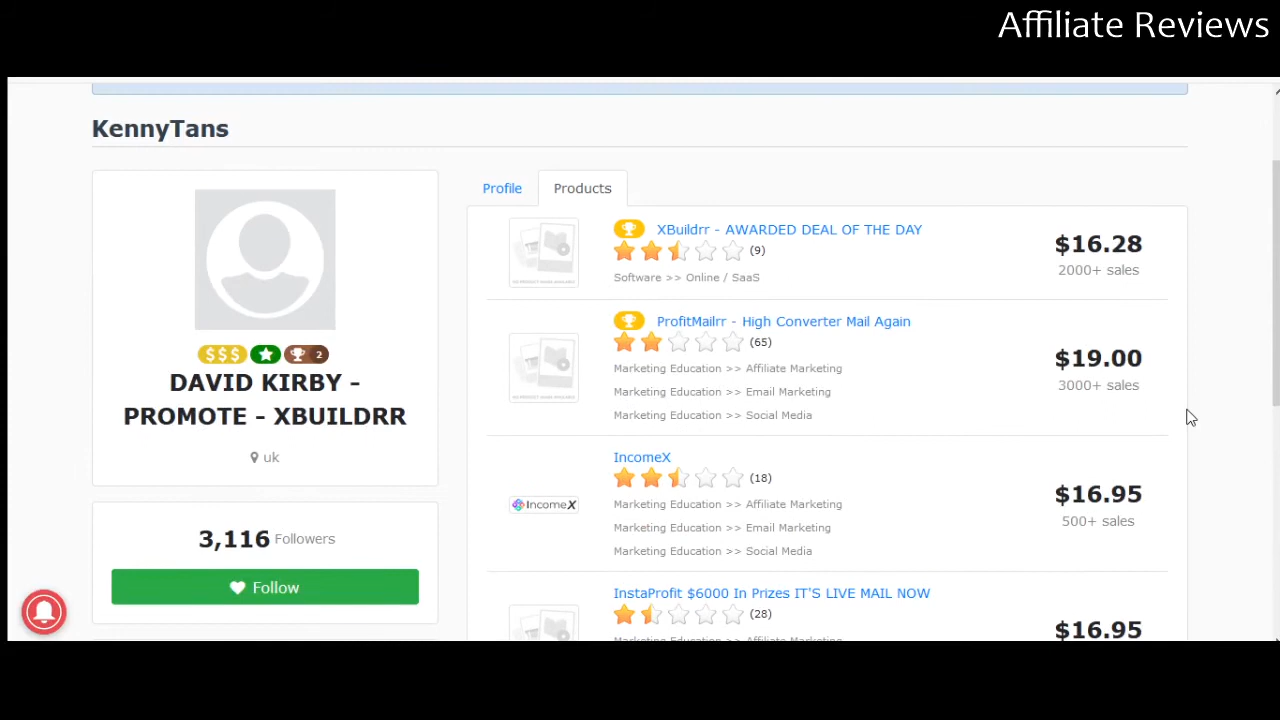 Affiliate Reviews
KennyTans
$$$ 2
DAVID KIRBY -
PROMOTE - XBUILDRR
uk
3,116 Followers
Follow
Profile Products
XBuildrr - AWARDED DEAL OF THE DAY
(9)
Software >> Online / SaaS
$16.28
2000+ sales
ProfitMailrr - High Converter Mail Again
(65)
Marketing Education >> Affiliate Marketing
Marketing Education >> Email Marketing
Marketing Education >> Social Media
$19.00
3000+ sales
IncomeX
IncomeX
(18)
Marketing Education >> Affiliate Marketing
Marketing Education >> Email Marketing
Marketing Education >> Social Media
$16.95
500+ sales
InstaProfit $6000 In Prizes IT'S LIVE MAIL NOW
(28)
Marketing Education >> Affiliate Marketing
$16.95